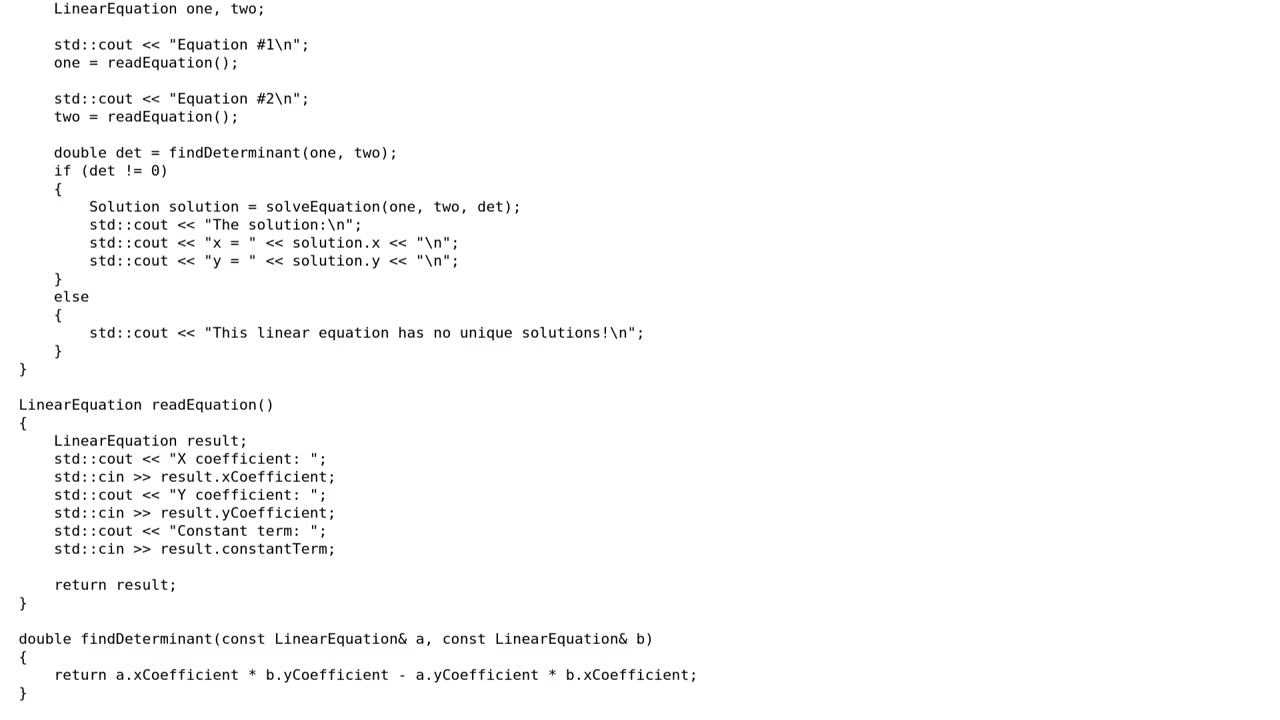 LinearEquation one, two;

    std::cout << "Equation #1\n";
    one = readEquation();

    std::cout << "Equation #2\n";
    two = readEquation();

    double det = findDeterminant(one, two);
    if (det != 0)
    {
        Solution solution = solveEquation(one, two, det);
        std::cout << "The solution:\n";
        std::cout << "x = " << solution.x << "\n";
        std::cout << "y = " << solution.y << "\n";
    }
    else
    {
        std::cout << "This linear equation has no unique solutions!\n";
    }
}

LinearEquation readEquation()
{
    LinearEquation result;
    std::cout << "X coefficient: ";
    std::cin >> result.xCoefficient;
    std::cout << "Y coefficient: ";
    std::cin >> result.yCoefficient;
    std::cout << "Constant term: ";
    std::cin >> result.constantTerm;

    return result;
}

double findDeterminant(const LinearEquation& a, const LinearEquation& b)
{
    return a.xCoefficient * b.yCoefficient - a.yCoefficient * b.xCoefficient;
}